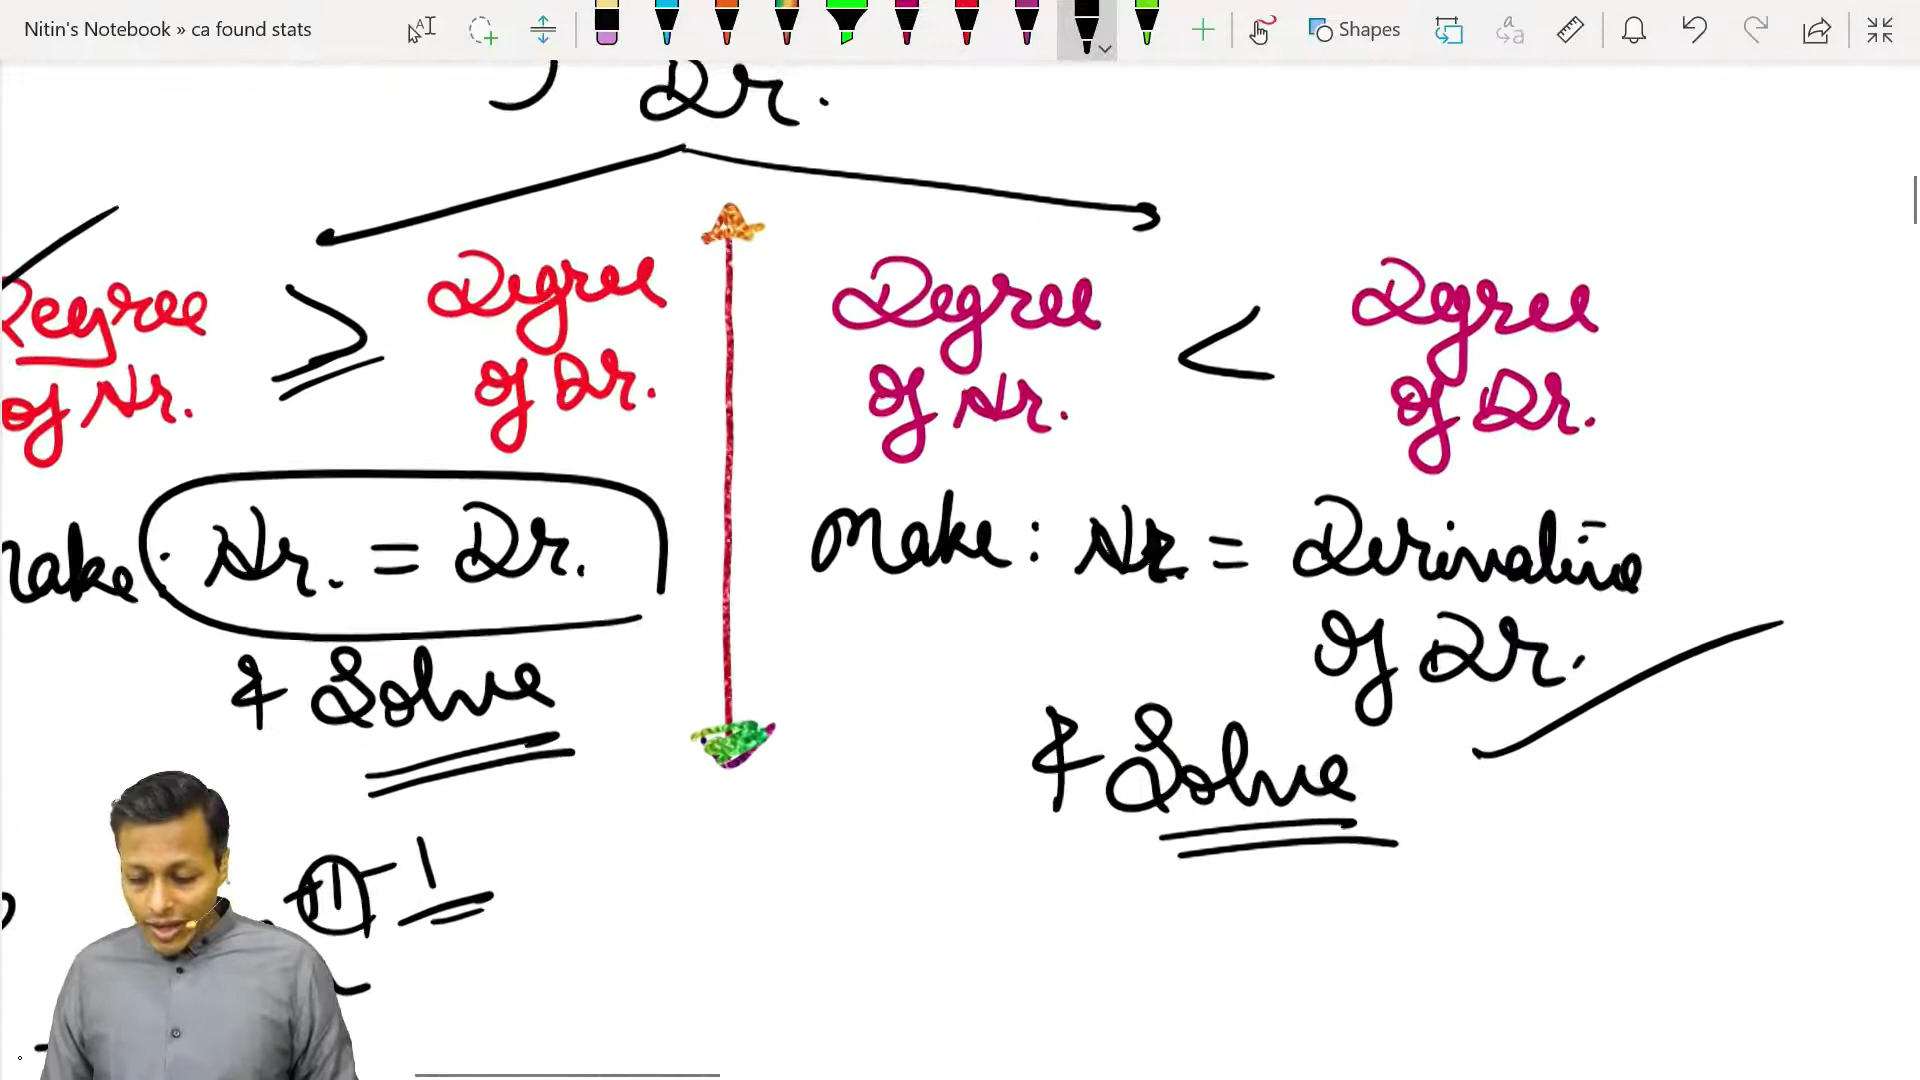 Nitin's Notebook » ca found stats
Shapes
Dr.
Degree of Nr. ≥ Degree of Dr.
Make: Nr. = Dr.
& Solve
Degree of Nr. < Degree of Dr.
Make: Nr = Derivative
of Dr.
& Solve